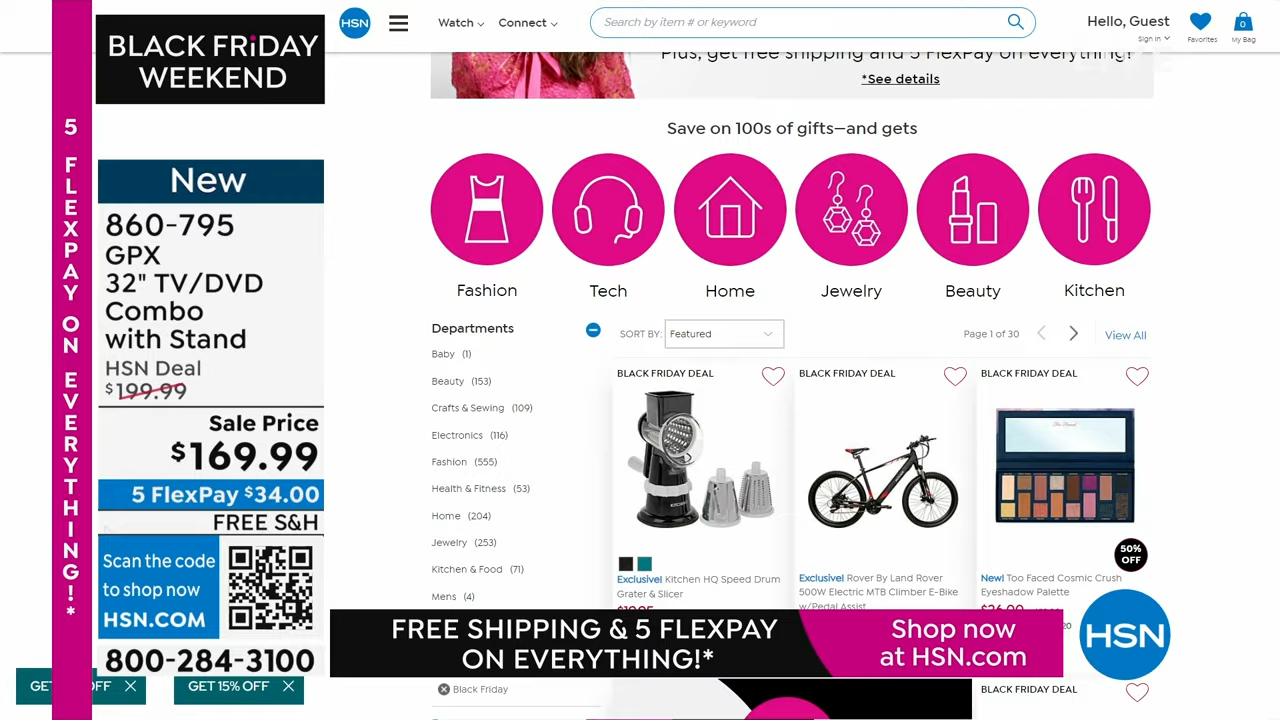 5 FLEXPAY ON EVERYTHING!*
BLACK FRiDAY
WEEKEND
New
860-795
GPX
32" TV/DVD
Combo
with Stand
HSN Deal
$199.99
Sale Price
$169.99
5 FlexPay $34.00
FREE S&H
Scan the code
to shop now
HSN.COM
800-284-3100
GET
OFF
GET 15% OFF
HSN
Watch
Connect
Search by item # or keyword
Hello, Guest
Sign In
Favorites
0
My Bag
Plus, get free shipping and 5 FlexPay on everything!
*See details
Save on 100s of gifts—and gets
Fashion
Tech
Home
Jewelry
Beauty
Kitchen
Departments
Baby (1)
Beauty (153)
Crafts & Sewing (109)
Electronics (116)
Fashion (555)
Health & Fitness (53)
Home (204)
Jewelry (253)
Kitchen & Food (71)
Mens (4)
Black Friday
SORT BY: Featured
Page 1 of 30
View All
BLACK FRIDAY DEAL
Exclusive! Kitchen HQ Speed Drum
Grater & Slicer
BLACK FRIDAY DEAL
Exclusive! Rover By Land Rover
500W Electric MTB Climber E-Bike
w/Pedal Assist
BLACK FRIDAY DEAL
50%
OFF
New! Too Faced Cosmic Crush
Eyeshadow Palette
$26.00
20
FREE SHIPPING & 5 FLEXPAY
ON EVERYTHING!*
Shop now
at HSN.com
HSN
BLACK FRIDAY DEAL